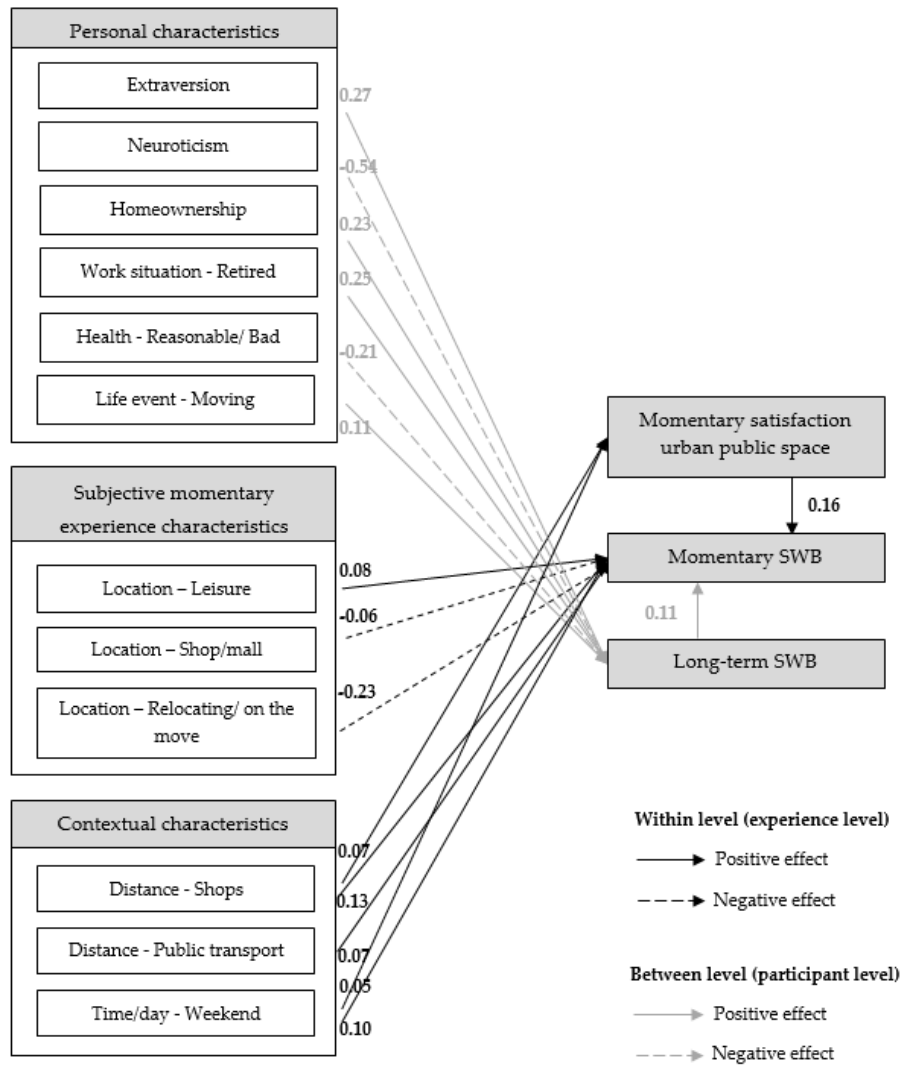 Personal characteristics
Extraversion
Neuroticism
Homeownership
Work situation - Retired
Health - Reasonable/ Bad
Life event - Moving
0.27
-0.54
0.23
0.25
-0.21
0.11
Subjective momentary
experience characteristics
Location – Leisure
Location – Shop/mall
Location – Relocating/ on the
move
0.08
-0.06
-0.23
Contextual characteristics
Distance - Shops
Distance - Public transport
Time/day - Weekend
0.07
0.13
0.07
0.05
0.10
Momentary satisfaction
urban public space
0.16
Momentary SWB
0.11
Long-term SWB
Within level (experience level)
Positive effect
Negative effect
Between level (participant level)
Positive effect
Negative effect